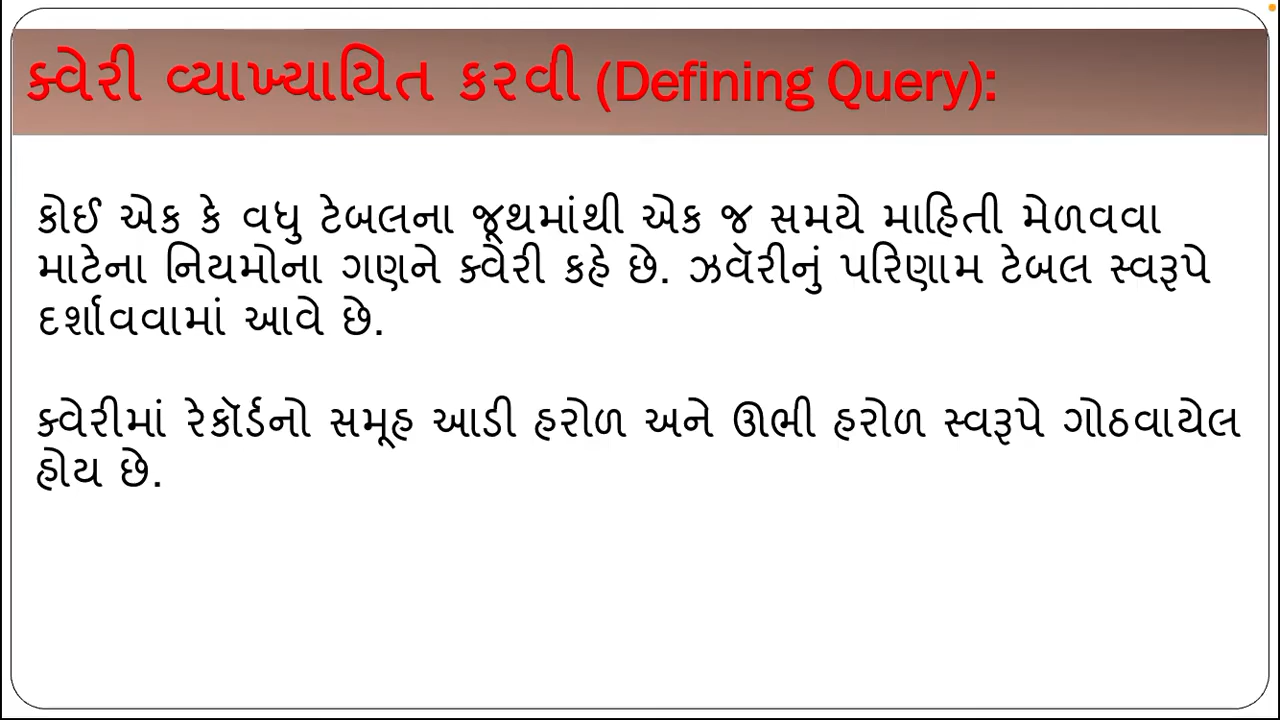 ક્વેરી વ્યાખ્યાયિત કરવી (Defining Query):
કોઈ એક કે વધુ ટેબલના જૂથમાંથી એક જ સમયે માહિતી મેળવવા
માટેના નિયમોના ગણને ક્વેરી કહે છે. ઝવૅરીનું પરિણામ ટેબલ સ્વરૂપે
દર્શાવવામાં આવે છે.
ક્વેરીમાં રેકૉર્ડનો સમૂહ આડી હરોળ અને ઊભી હરોળ સ્વરૂપે ગોઠવાયેલ
હોય છે.